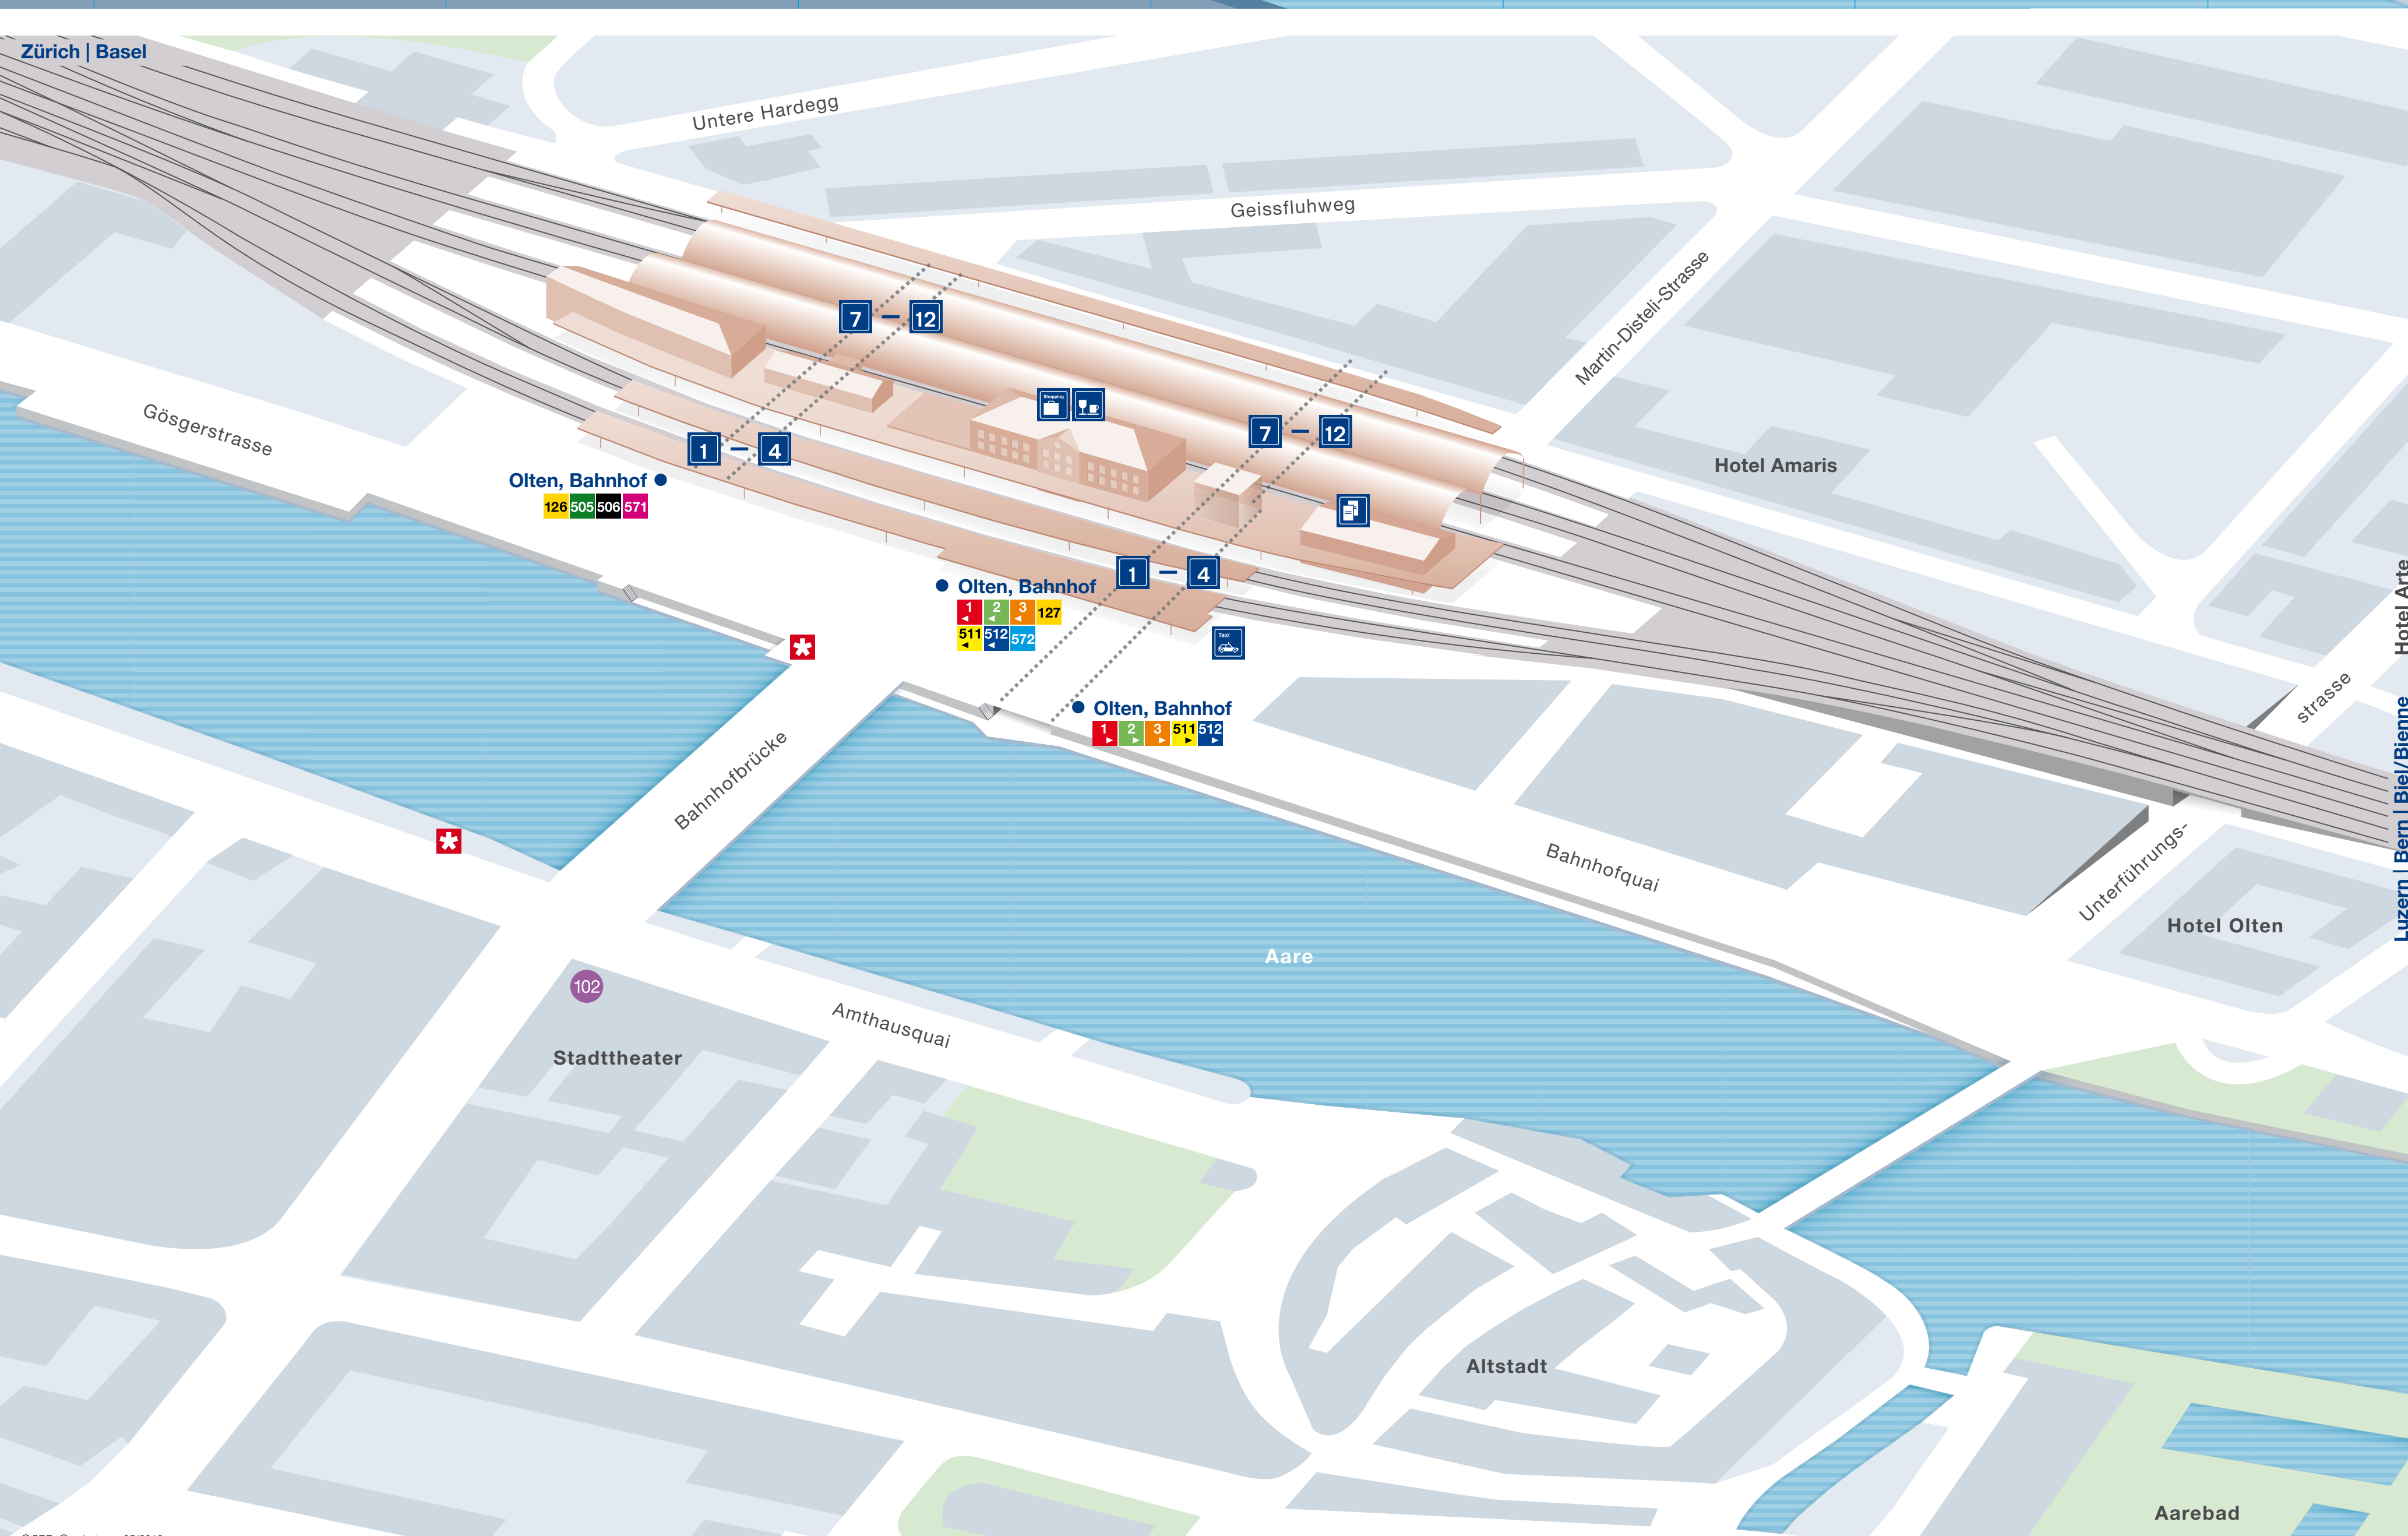 Zürich | Basel
Untere Hardegg
Geissfluhweg
Martin-Disteli-Strasse
7 – 12
Shopping
7 – 12
Gösgerstrasse
1 – 4
Hotel Amaris
Olten, Bahnhof
126 505 506 571
1 – 4
Olten, Bahnhof
1 2 3 127
511 512 572
Taxi
Hotel Arte
Olten, Bahnhof
1 2 3 511 512
Luzern | Bern | Biel/Bienne
Bahnhofbrücke
Bahnhofquai
Unterführungs-
strasse
Hotel Olten
Aare
102
Amthausquai
Stadttheater
Altstadt
Aarebad